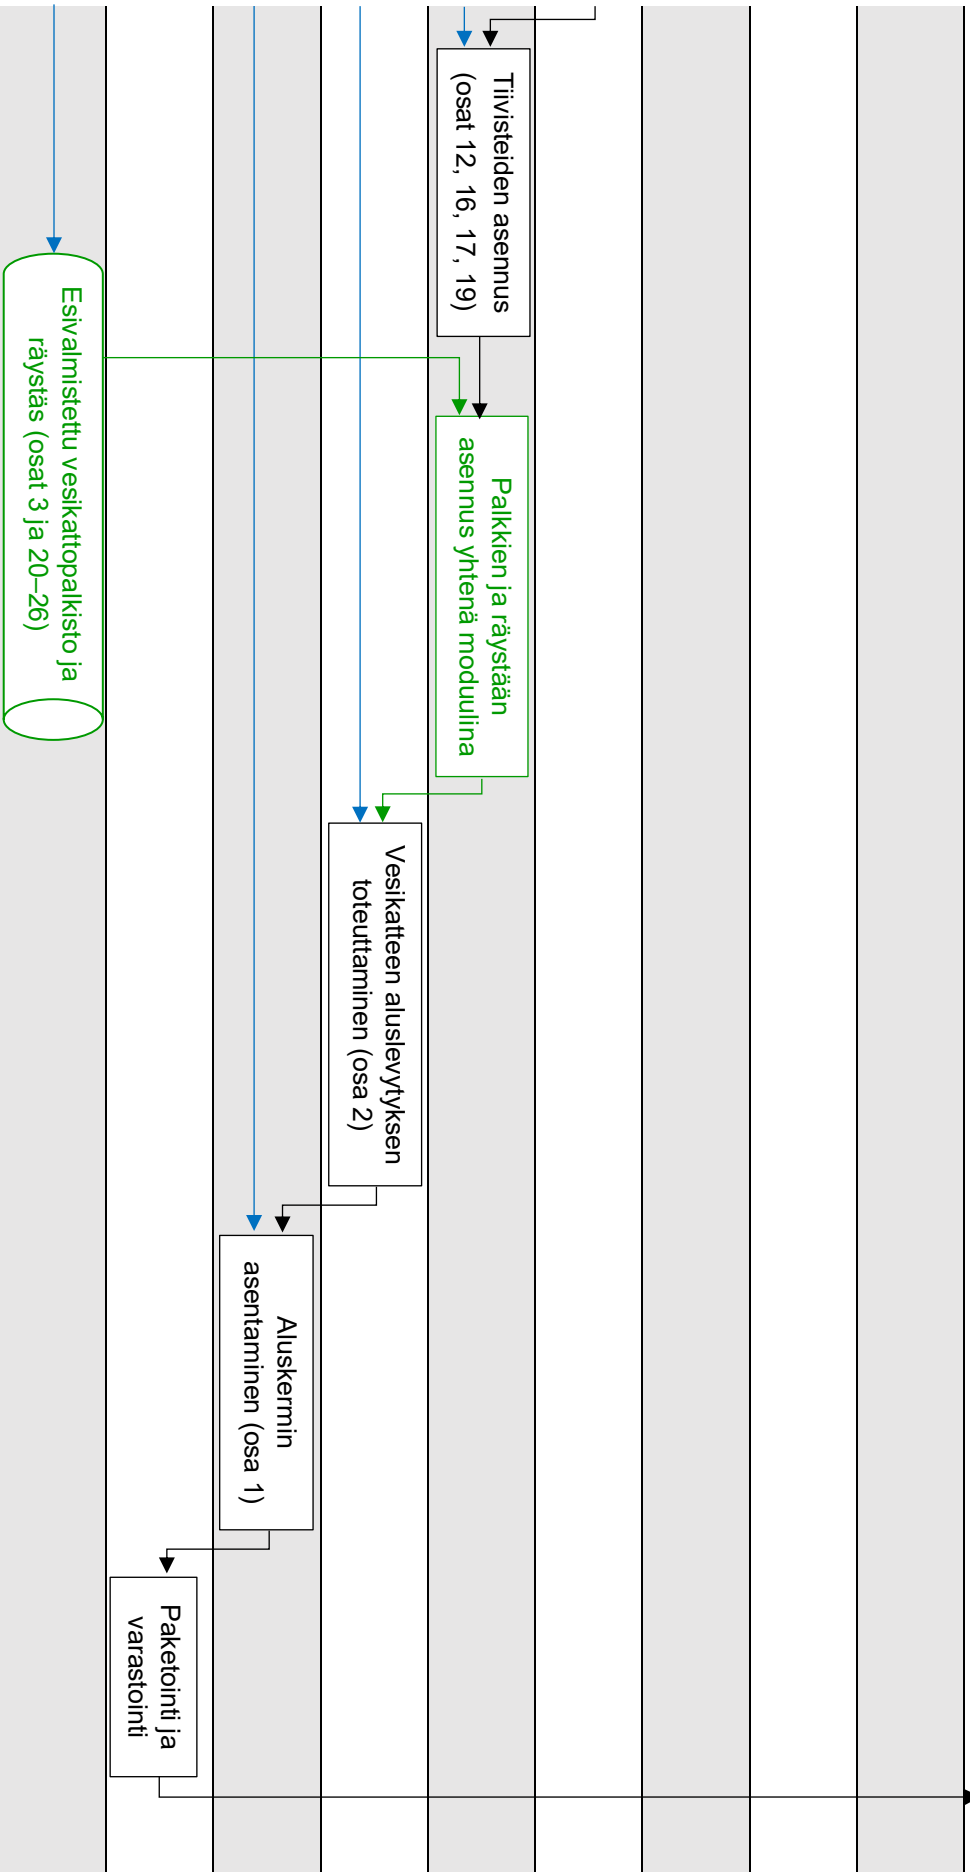 Tiivisteiden asennus
(osat 12, 16, 17, 19)
Esivalmistettu vesikattopalkisto ja
räystäs (osat 3 ja 20–26)
Palkkien ja räystään
asennus yhtenä moduulina
Vesikatteen aluslevytyksen
toteuttaminen (osa 2)
Aluskermin
asentaminen (osa 1)
Paketointi ja
varastointi